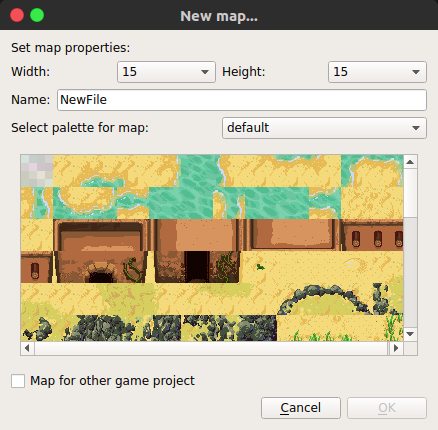 New map...
Set map properties:
Width: 15 Height: 15
Name: NewFile
Select palette for map: default
Map for other game project
Cancel OK